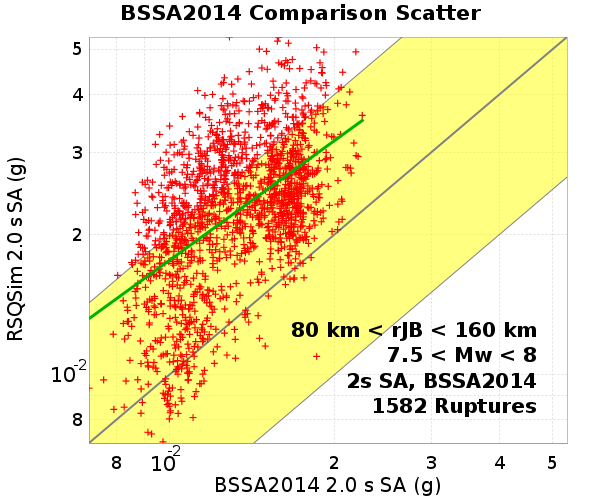 BSSA2014 Comparison Scatter
RSQSim 2.0 s SA (g)
5
4
3
2
10-2
8
80 km < rJB < 160 km
7.5 < Mw < 8
2s SA, BSSA2014
1582 Ruptures
8 10-2 2 3 4 5
BSSA2014 2.0 s SA (g)